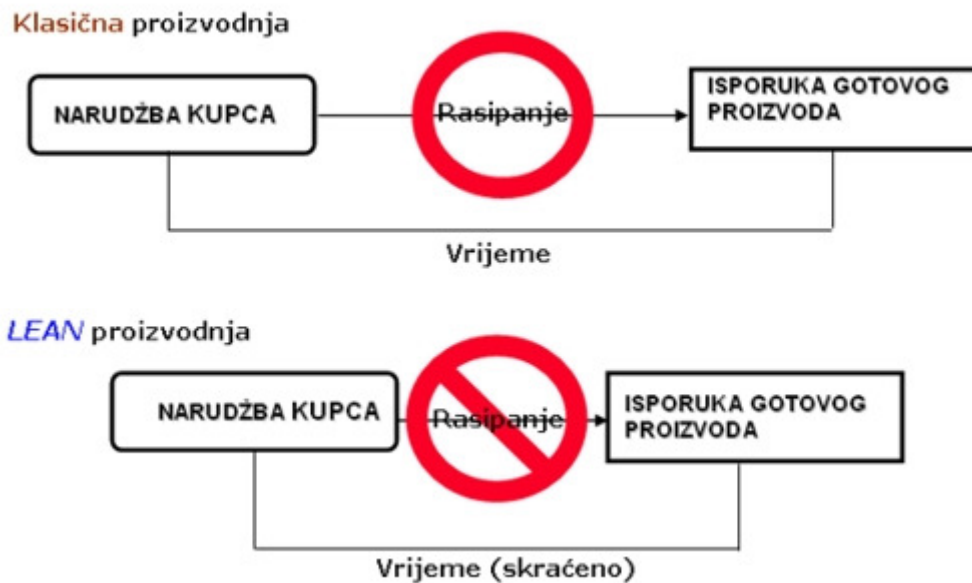 Klasična proizvodnja
NARUDŽBA KUPCA
Rasipanje
ISPORUKA GOTOVOG
PROIZVODA
Vrijeme
LEAN proizvodnja
NARUDŽBA KUPCA
Rasipanje
ISPORUKA GOTOVOG
PROIZVODA
Vrijeme (skraćeno)